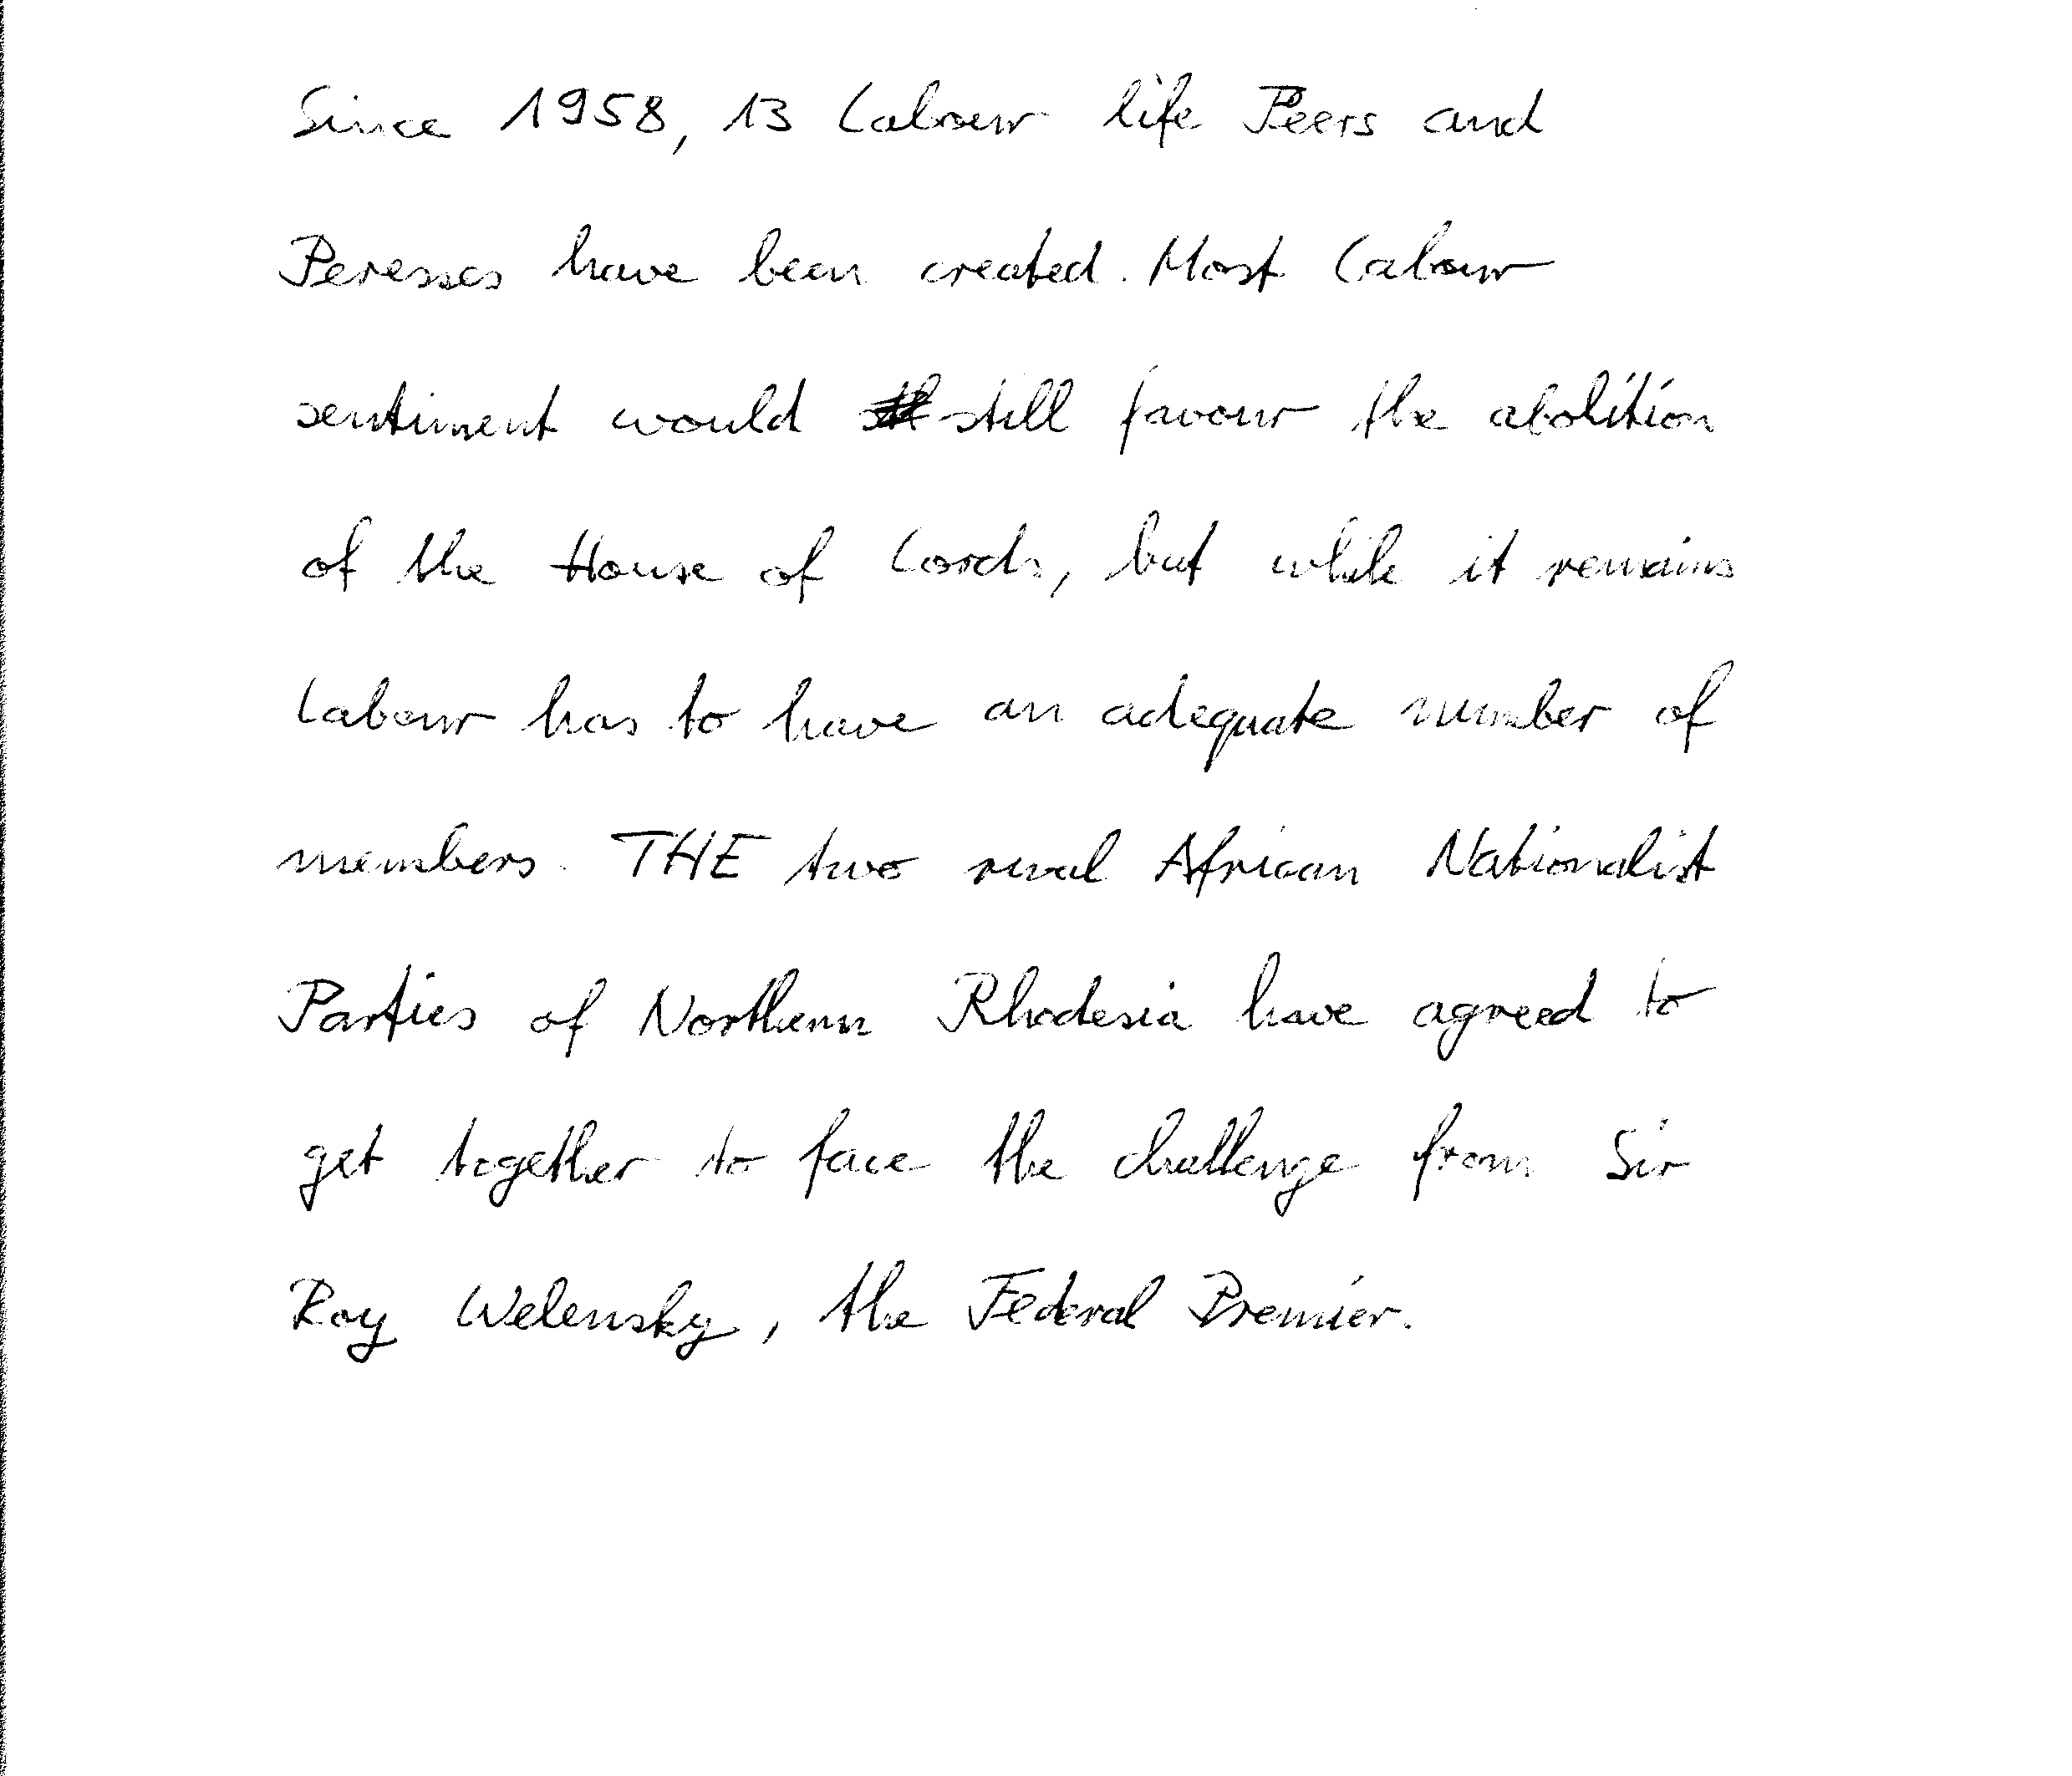 Since 1958, 13 Labour life Peers and
Peresses have been created. Most Labour
sentiment would still favour the abolition
of the House of Lords, but while it remains
Labour has to have an adequate number of
members. THE two rival African Nationalist
Parties of Northern Rhodesia have agreed to
get together to face the challenge from Sir
Roy Welensky, the Federal Premier.